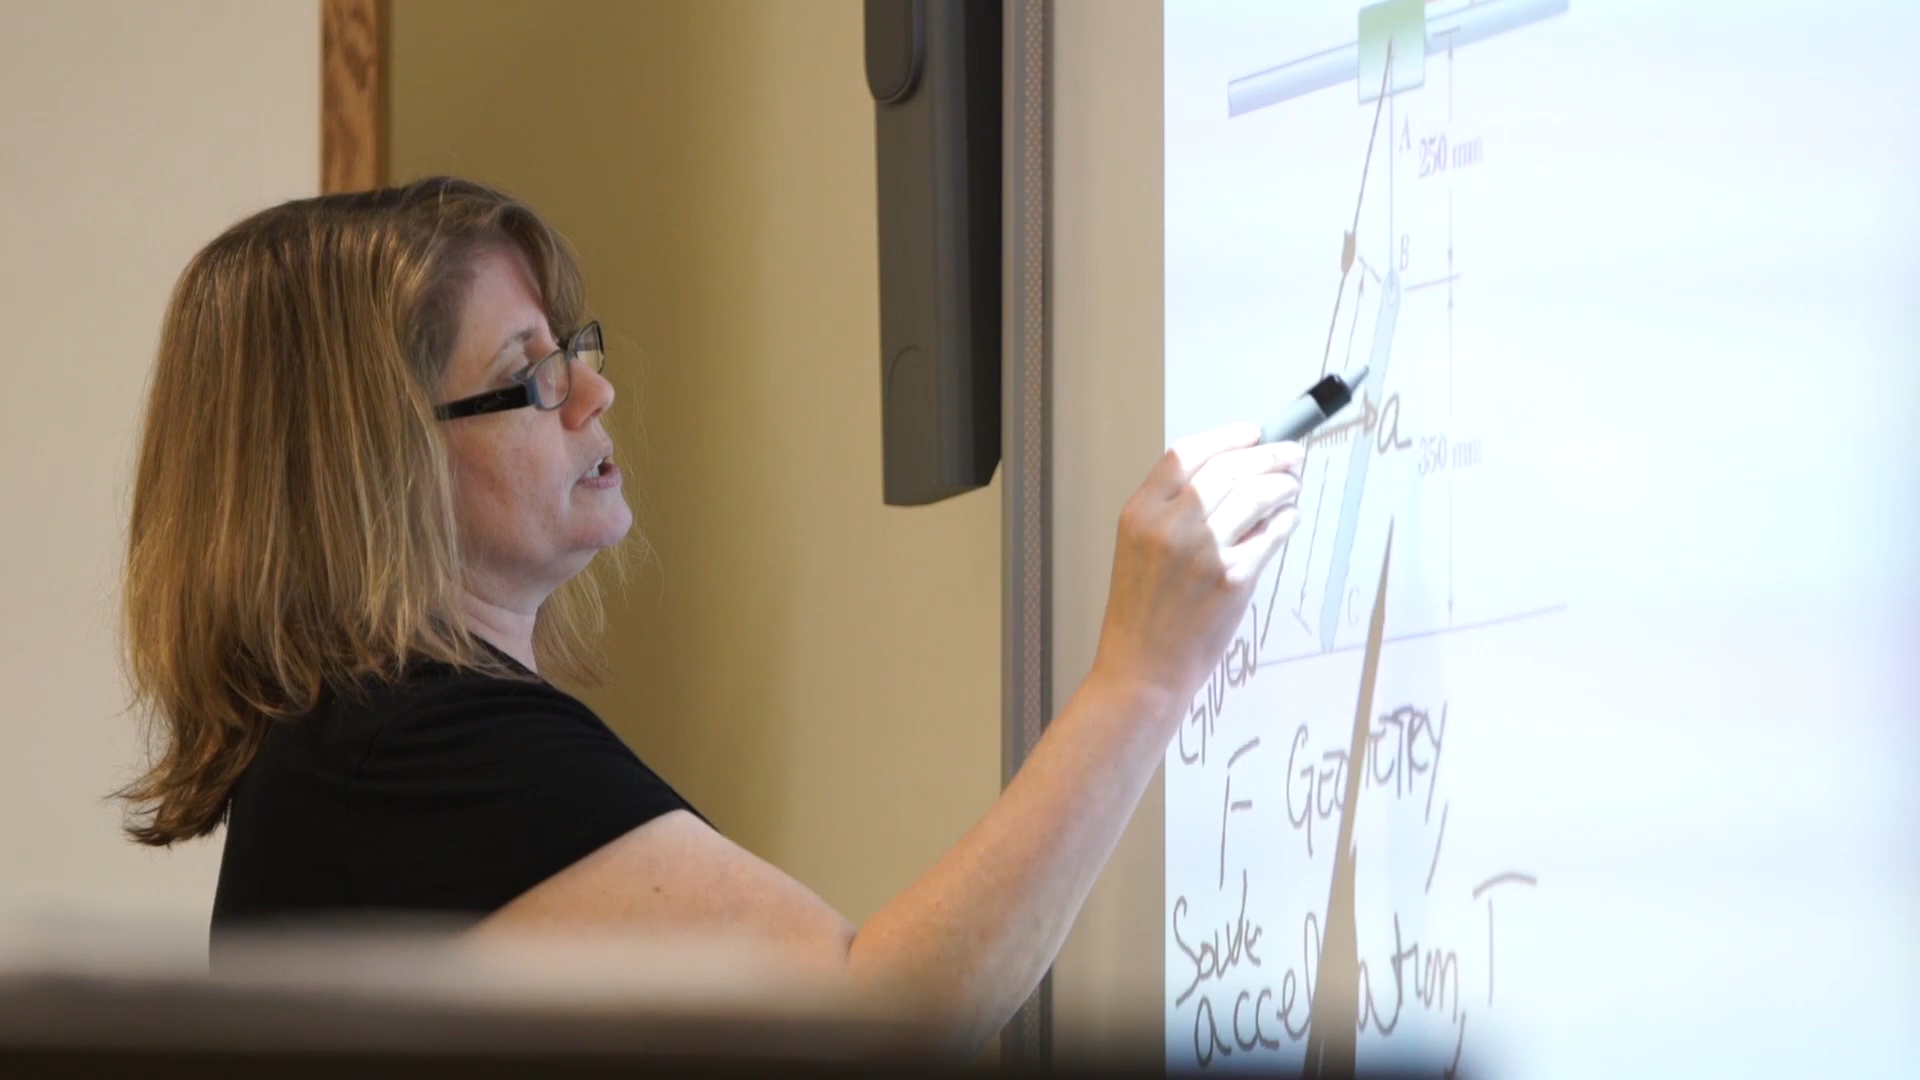 A
250 mm
B
a
350 mm
C
Given
F GEOMETRY,
Solve
acceleration, T